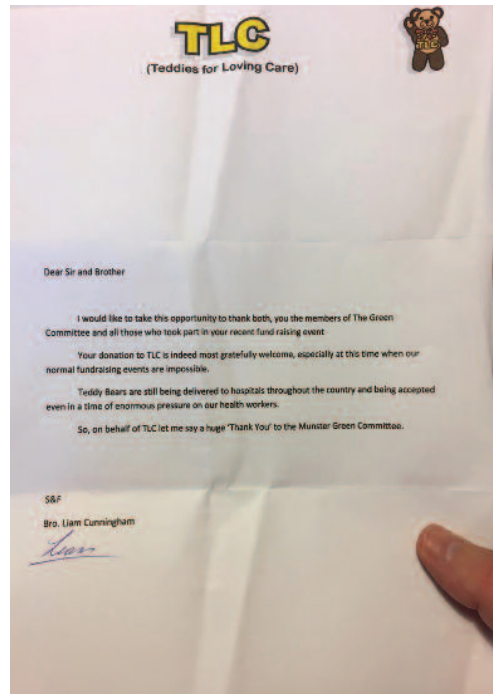 TLC
(Teddies for Loving Care)
TLC
Dear Sir and Brother
I would like to take this opportunity to thank both, you the members of The Green
Committee and all those who took part in your recent fund raising event
Your donation to TLC is indeed most gratefully welcome, especially at this time when our
normal fundraising events are impossible.
Teddy Bears are still being delivered to hospitals throughout the country and being accepted
even in a time of enormous pressure on our health workers.
So, on behalf of TLC let me say a huge 'Thank You' to the Munster Green Committee.
S&F
Bro. Liam Cunningham
Liam